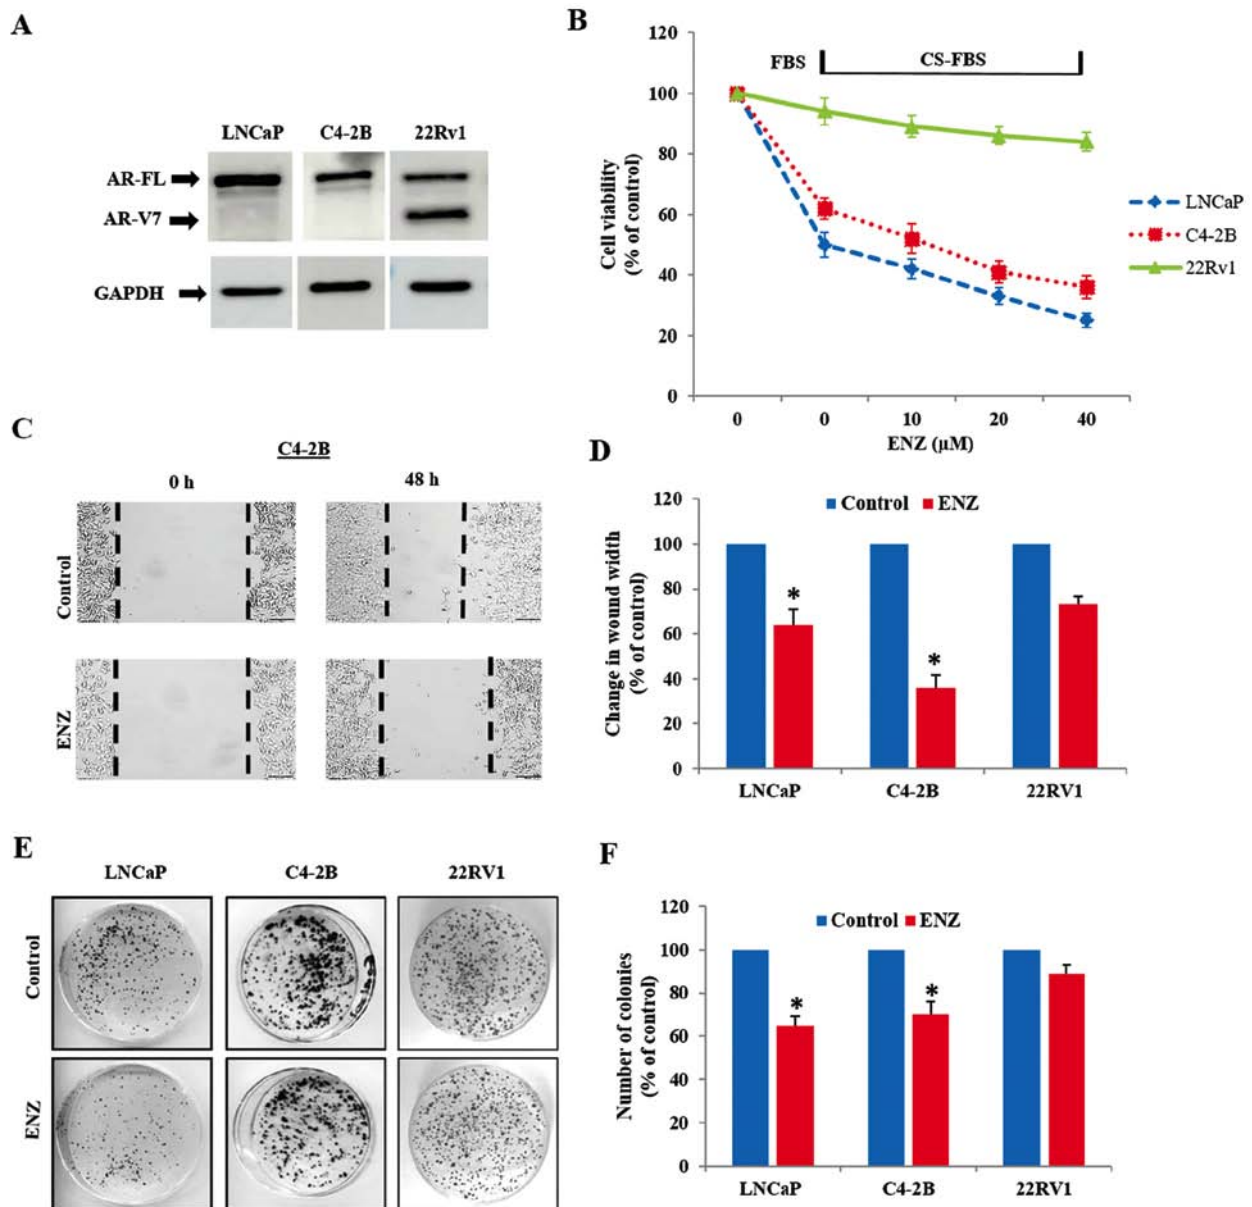 A
LNCaP C4-2B 22Rv1
AR-FL
AR-V7
GAPDH
B
120
100
80
60
40
20
0
Cell viability
(% of control)
FBS CS-FBS
0 0 10 20 40
ENZ (µM)
LNCaP
C4-2B
22Rv1
C
C4-2B
0 h 48 h
Control
ENZ
D
120
100
80
60
40
20
0
Change in wound width
(% of control)
Control ENZ
*
*
LNCaP C4-2B 22RV1
E
LNCaP C4-2B 22RV1
Control
ENZ
F
120
100
80
60
40
20
0
Number of colonies
(% of control)
Control ENZ
*
*
LNCaP C4-2B 22RV1